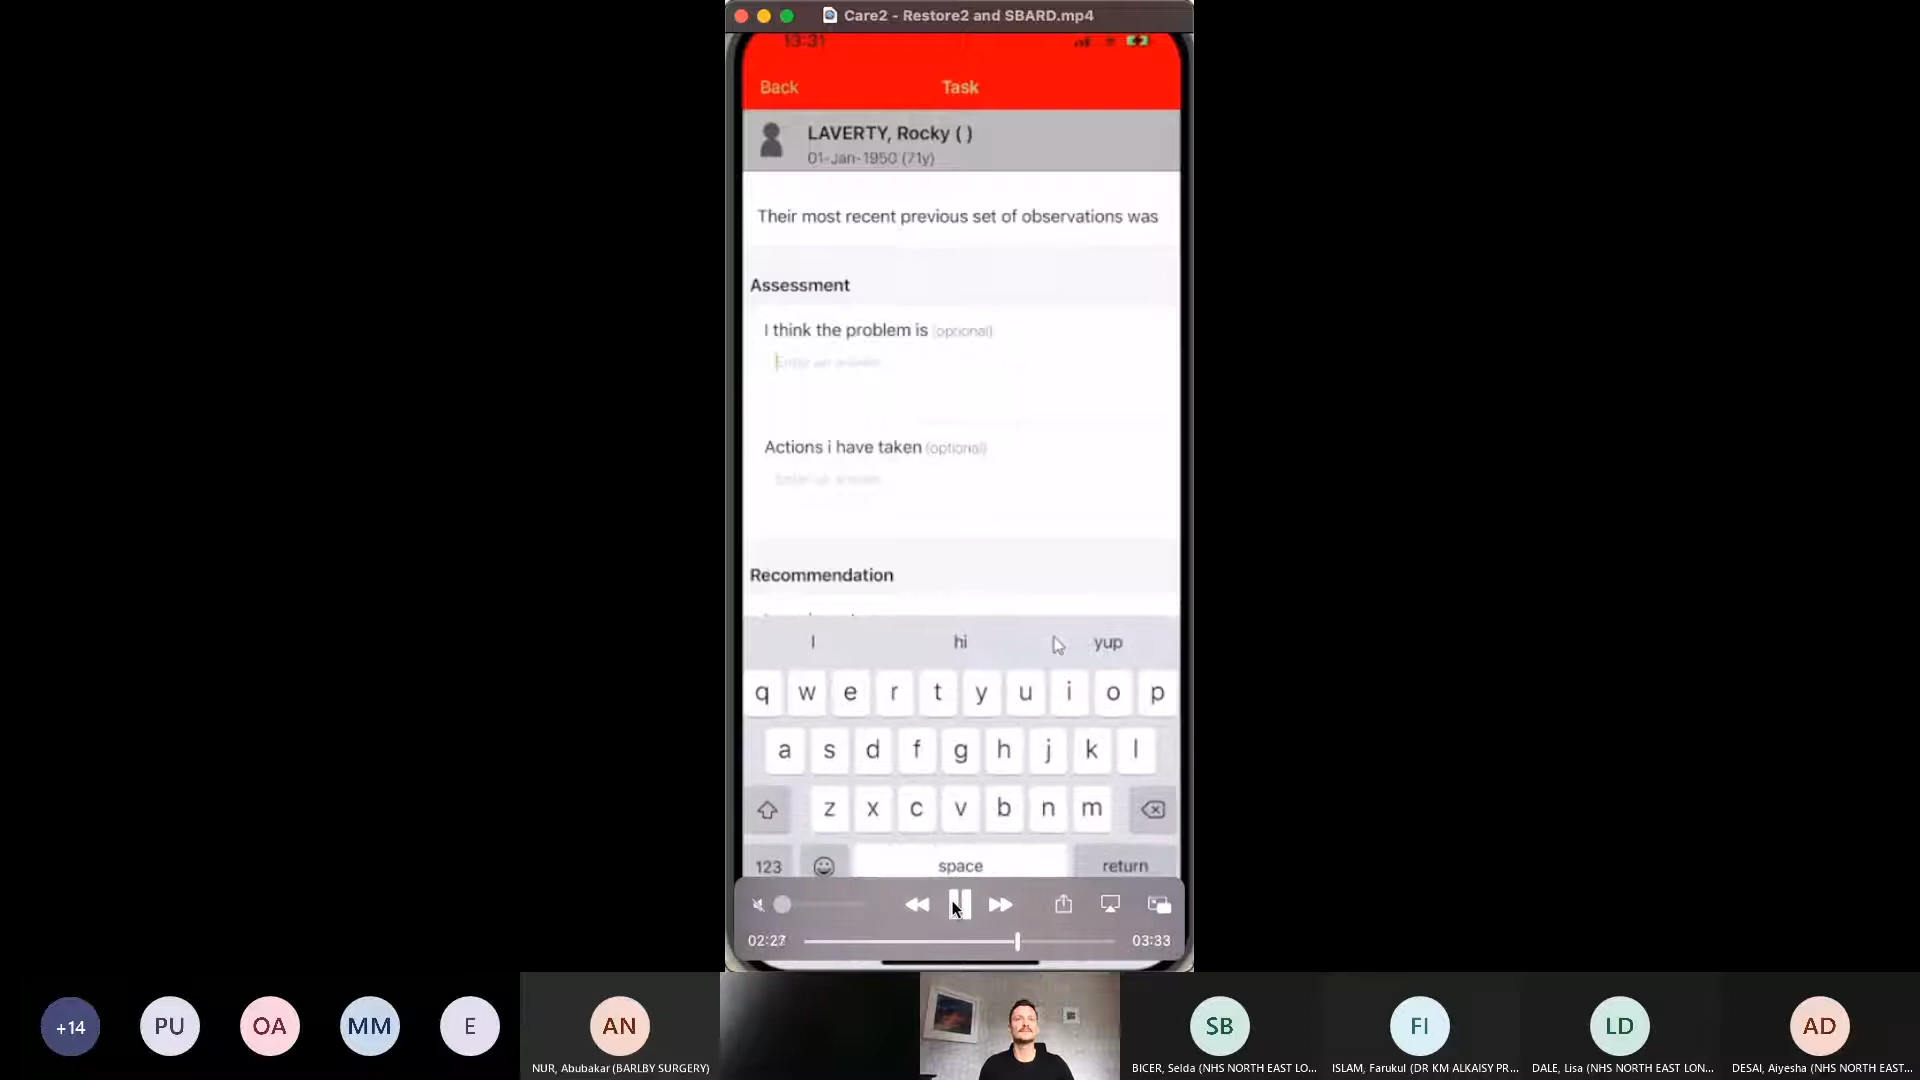 Care2 - Restore2 and SBARD.mp4
13:31
Back
Task
LAVERTY, Rocky ( )
01-Jan-1950 (71y)
Their most recent previous set of observations was
Assessment
I think the problem is (optional)
Enter an answer
Actions i have taken (optional)
Recommendation
I hi yup
q w e r t y u i o p
a s d f g h j k l
z x c v b n m
123 space return
02:27 03:33
+14 PU OA MM E AN SB FI LD AD
NUR, Abubakar (BARLBY SURGERY)
BICER, Selda (NHS NORTH EAST LO...
ISLAM, Farukul (DR KM ALKAISY PR...
DALE, Lisa (NHS NORTH EAST LON...
DESAI, Aiyesha (NHS NORTH EAST...